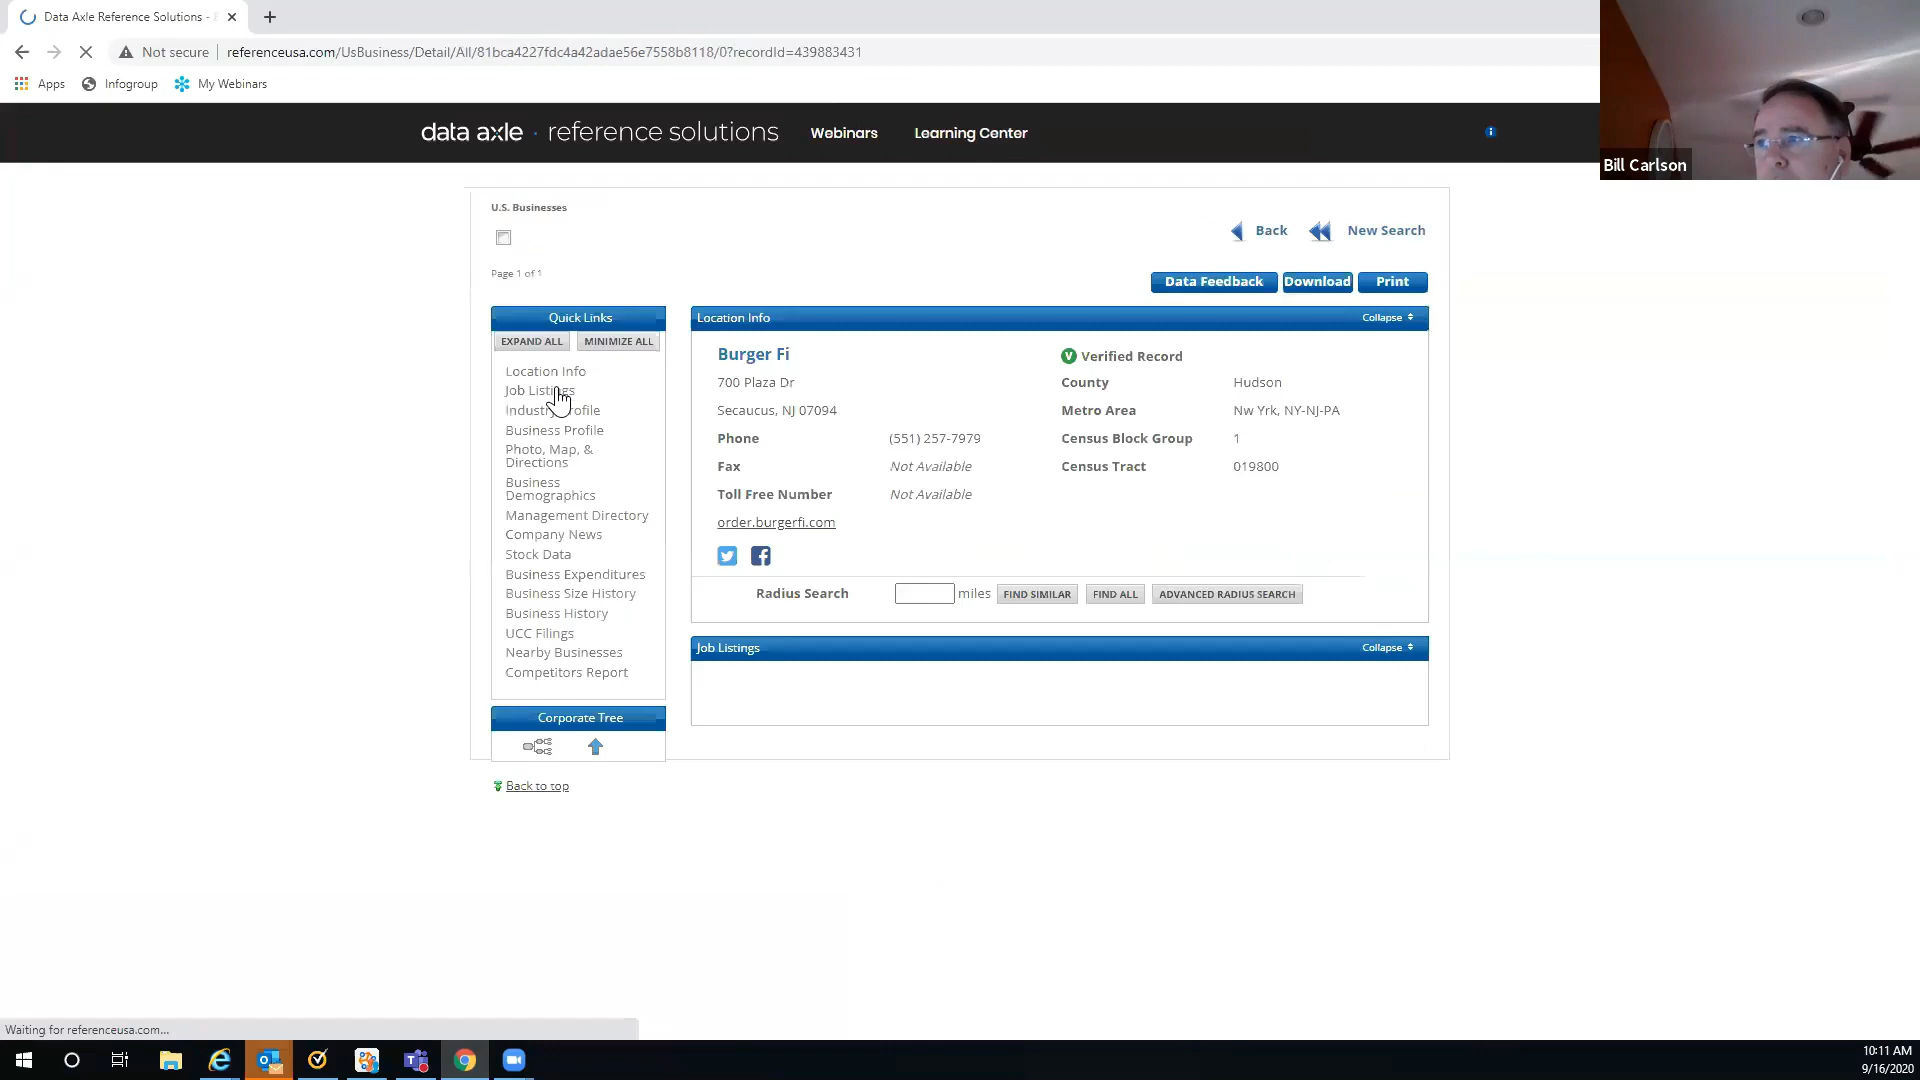 Data Axle Reference Solutions -
Not secure
referenceusa.com/UsBusiness/Detail/All/81bca4227fdc4a42adae56e7558b8118/0?recordId=439883431
Apps
Infogroup
My Webinars
Bill Carlson
data axle · reference solutions
Webinars
Learning Center
U.S. Businesses
Back
New Search
Page 1 of 1
Data Feedback
Download
Print
Quick Links
EXPAND ALL
MINIMIZE ALL
Location Info
Job Listings
Industry Profile
Business Profile
Photo, Map, &
Directions
Business
Demographics
Management Directory
Company News
Stock Data
Business Expenditures
Business Size History
Business History
UCC Filings
Nearby Businesses
Competitors Report
Corporate Tree
Back to top
Location Info
Collapse
Burger Fi
Verified Record
700 Plaza Dr
County Hudson
Secaucus, NJ 07094
Metro Area Nw Yrk, NY-NJ-PA
Phone (551) 257-7979
Census Block Group 1
Fax Not Available
Census Tract 019800
Toll Free Number Not Available
order.burgerfi.com
Radius Search miles
FIND SIMILAR
FIND ALL
ADVANCED RADIUS SEARCH
Job Listings
Collapse
Waiting for referenceusa.com...
10:11 AM
9/16/2020